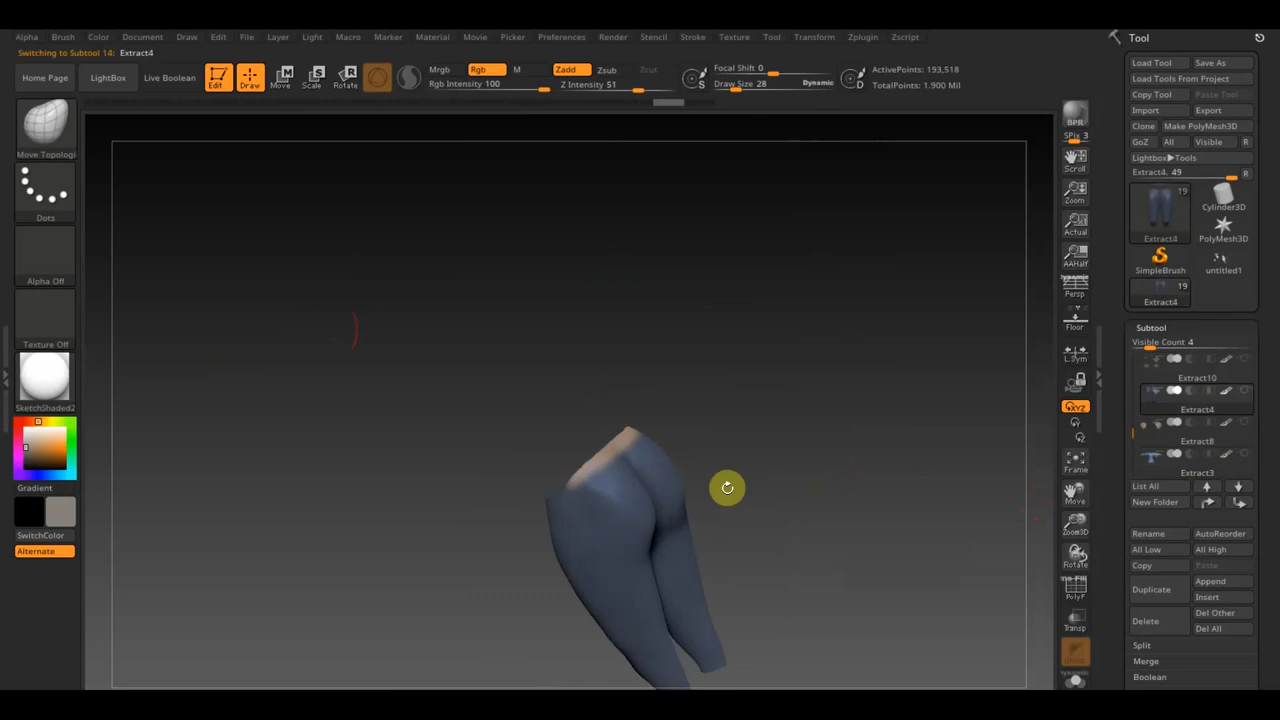 Alpha Brush Color Document Draw Edit File Layer Light Macro Marker Material Movie Picker Preferences Render Stencil Stroke Texture Tool Transform Zplugin Zscript
Switching to Subtool 14: Extract4
Home Page
LightBox
Live Boolean
Edit
Draw
Move
Scale
Rotate
Mrgb Rgb M
Rgb Intensity 100
Zadd Zsub Zcut
Z Intensity 51
Focal Shift 0
Draw Size 28
Dynamic
ActivePoints: 193,518
TotalPoints: 1.900 Mil
Move Topologi
Dots
Alpha Off
Texture Off
SketchShaded2
Gradient
SwitchColor
Alternate
BPR
SPix 3
Scroll
Zoom
Actual
AAHalf
Persp
Floor
L.Sym
XYZ
Frame
Move
Zoom3D
Rotate
PolyF
Transp
Tool
Load Tool Save As
Load Tools From Project
Copy Tool Paste Tool
Import Export
Clone Make PolyMesh3D
GoZ All Visible R
Lightbox▶Tools
Extract4. 49 R
19
Extract4
Cylinder3D
PolyMesh3D
SimpleBrush
untitled1
19
Extract4
Subtool
Visible Count 4
Extract10
Extract4
Extract8
Extract3
List All
New Folder
Rename AutoReorder
All Low All High
Copy Paste
Duplicate Append
Insert
Delete Del Other
Del All
Split
Merge
Boolean